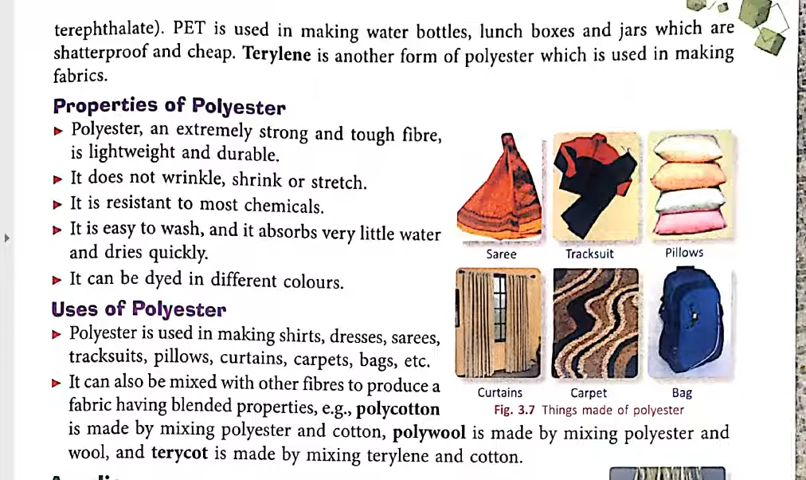 terephthalate). PET is used in making water bottles, lunch boxes and jars which are
shatterproof and cheap. Terylene is another form of polyester which is used in making
fabrics.
Properties of Polyester
▸ Polyester, an extremely strong and tough fibre,
is lightweight and durable.
▸ It does not wrinkle, shrink or stretch.
▸ It is resistant to most chemicals.
▸ It is easy to wash, and it absorbs very little water
and dries quickly.
▸ It can be dyed in different colours.
Saree Tracksuit Pillows
Uses of Polyester
▸ Polyester is used in making shirts, dresses, sarees,
tracksuits, pillows, curtains, carpets, bags, etc.
▸ It can also be mixed with other fibres to produce a
fabric having blended properties, e.g., polycotton
is made by mixing polyester and cotton, polywool is made by mixing polyester and
wool, and terycot is made by mixing terylene and cotton.
Curtains Carpet Bag
Fig. 3.7 Things made of polyester